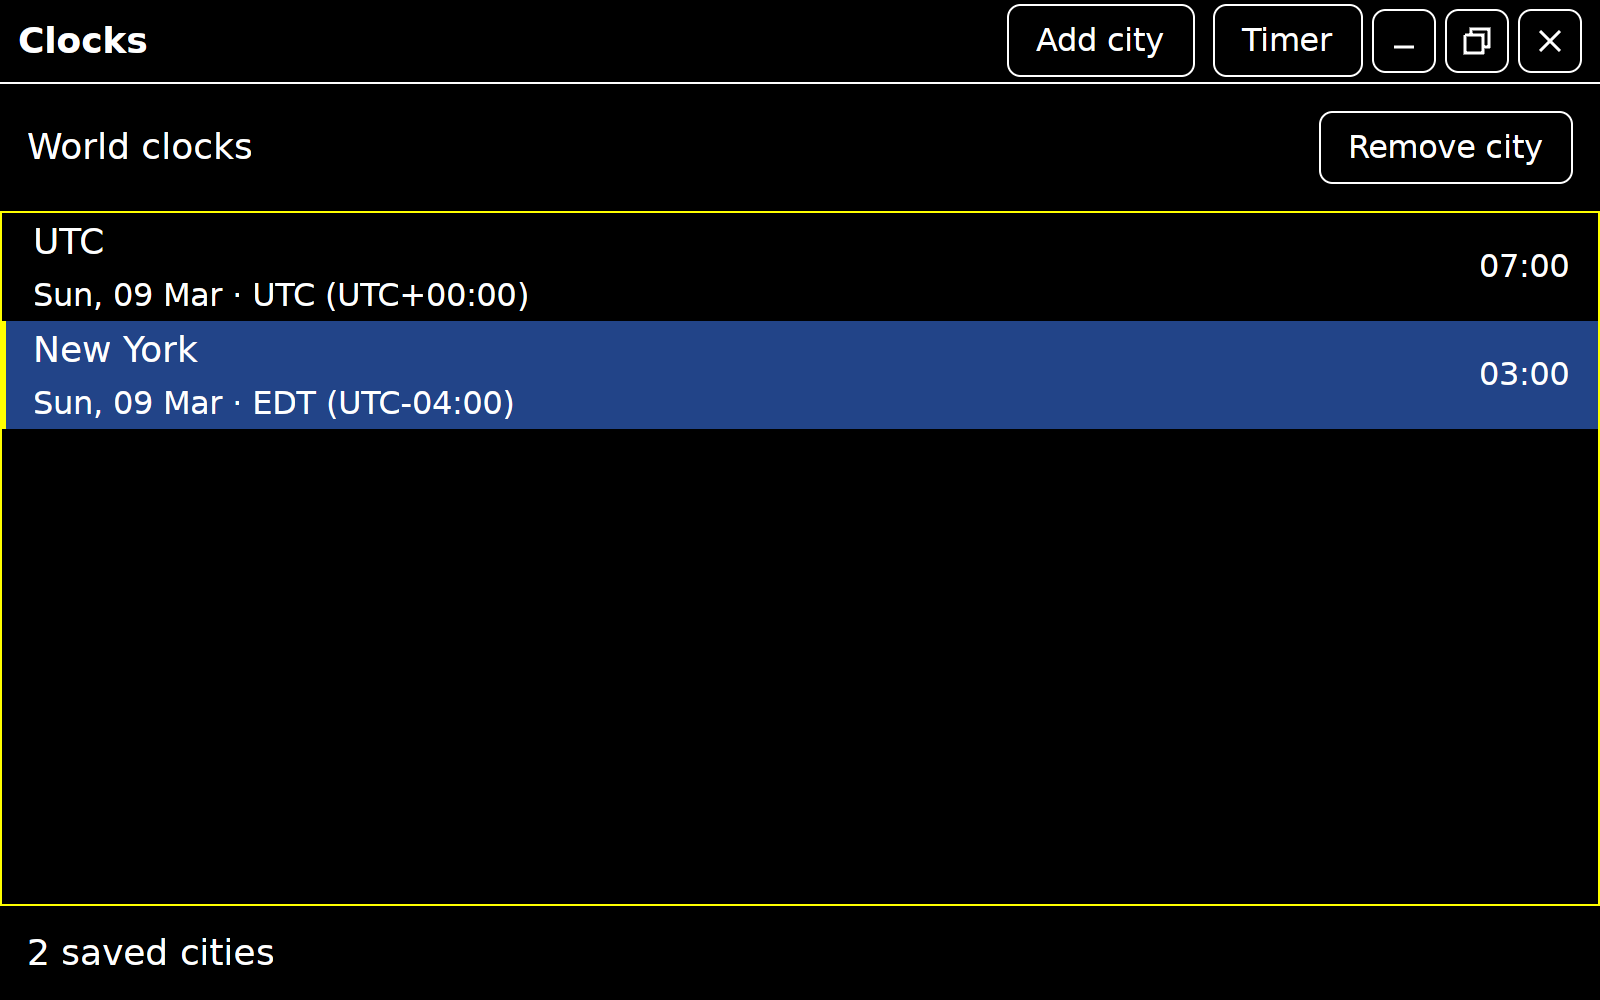 Clocks
Add city
Timer
World clocks
Remove city
UTC
07:00
Sun, 09 Mar · UTC (UTC+00:00)
New York
03:00
Sun, 09 Mar · EDT (UTC-04:00)
2 saved cities